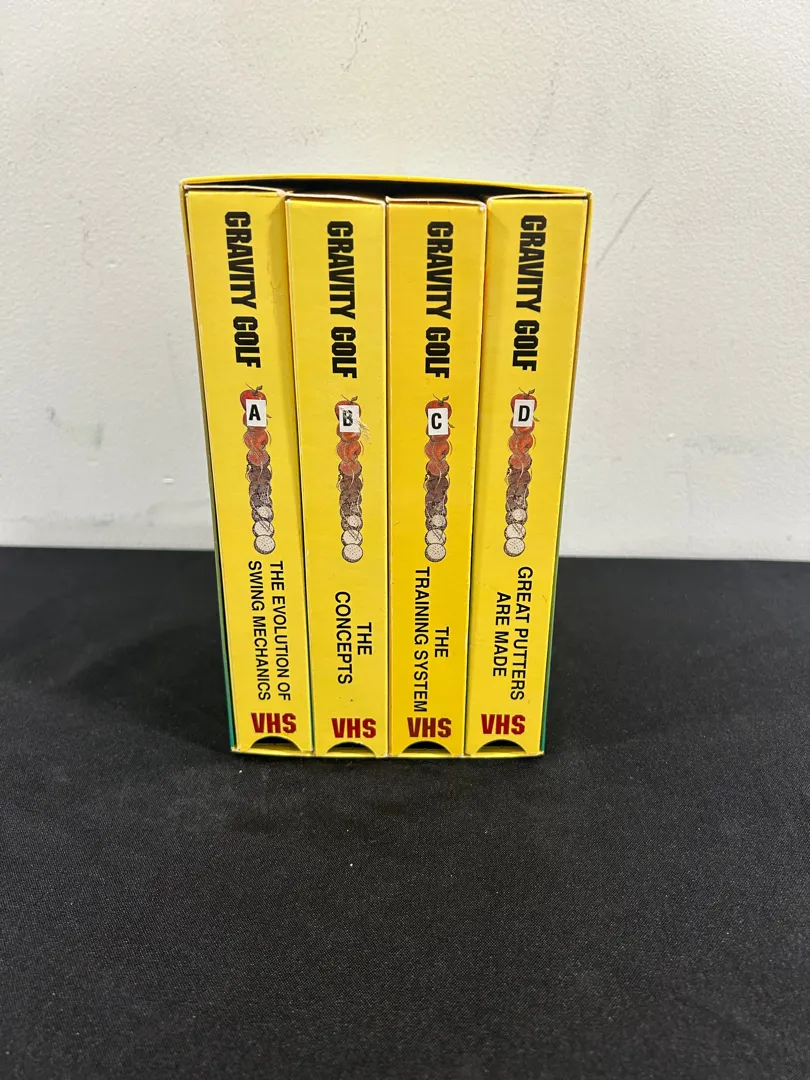 GRAVITY GOLF
A
THE EVOLUTION OF
SWING MECHANICS
VHS
GRAVITY GOLF
B
THE
CONCEPTS
VHS
GRAVITY GOLF
C
THE
TRAINING SYSTEM
VHS
GRAVITY GOLF
D
GREAT PUTTERS
ARE MADE
VHS